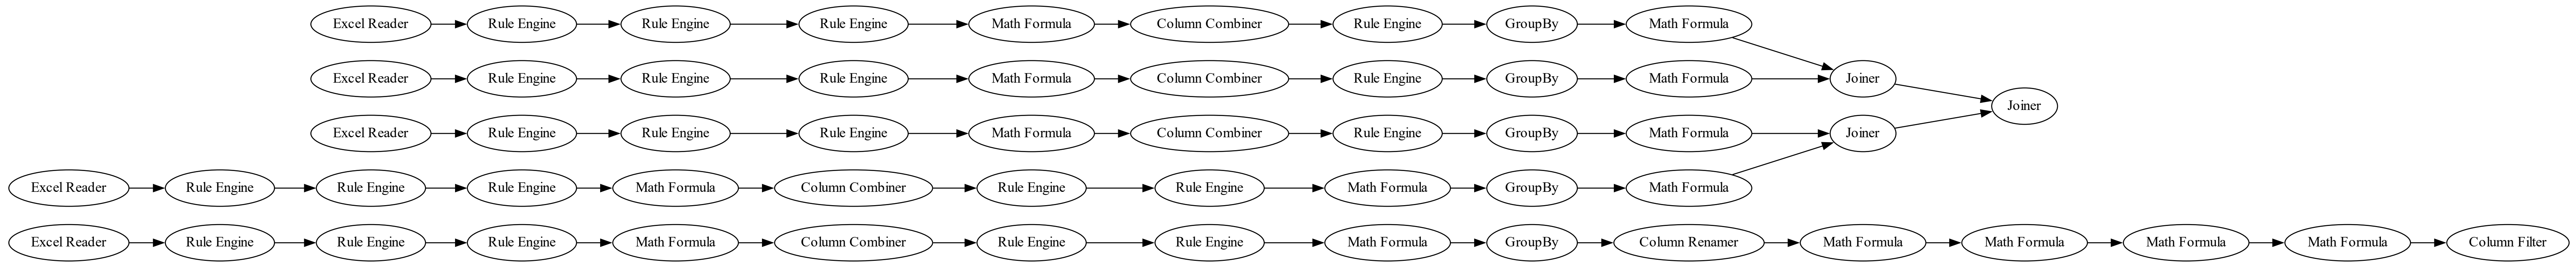 Excel Reader Rule Engine Rule Engine Rule Engine Math Formula Column Combiner Rule Engine GroupBy Math Formula
Excel Reader Rule Engine Rule Engine Rule Engine Math Formula Column Combiner Rule Engine GroupBy Math Formula Joiner
Joiner
Excel Reader Rule Engine Rule Engine Rule Engine Math Formula Column Combiner Rule Engine GroupBy Math Formula Joiner
Excel Reader Rule Engine Rule Engine Rule Engine Math Formula Column Combiner Rule Engine Rule Engine Math Formula GroupBy Math Formula
Excel Reader Rule Engine Rule Engine Rule Engine Math Formula Column Combiner Rule Engine Rule Engine Math Formula GroupBy Column Renamer Math Formula Math Formula Math Formula Math Formula Column Filter